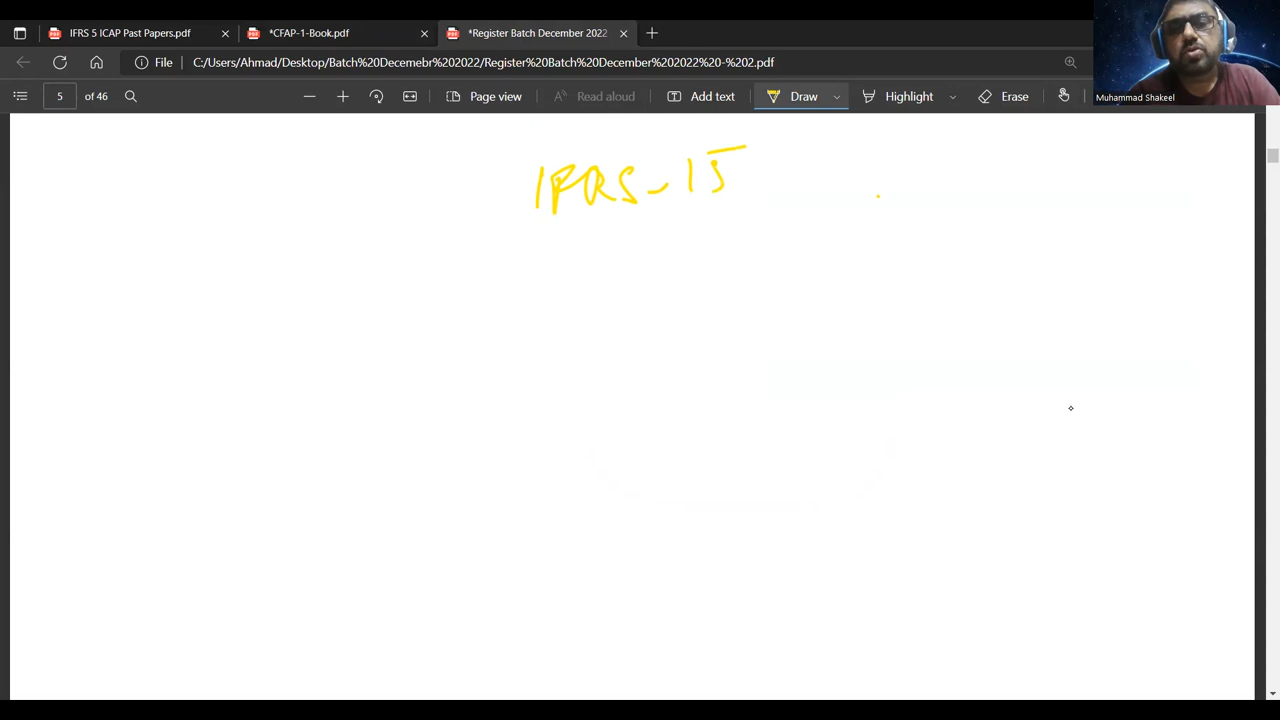 IFRS 5 ICAP Past Papers.pdf
*CFAP-1-Book.pdf
*Register Batch December 2022
File
C:/Users/Ahmad/Desktop/Batch%20Decemebr%202022/Register%20Batch%20December%202022%20-%202.pdf
5 of 46
Page view
Read aloud
Add text
Draw
Highlight
Erase
Muhammad Shakeel
IFRS - 15